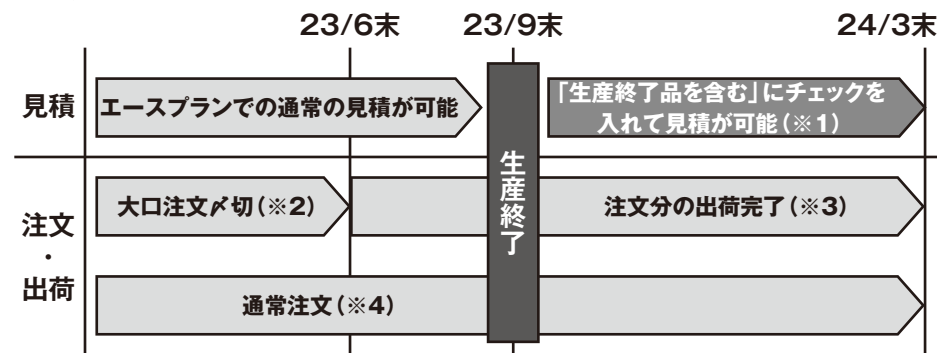 23/6末
23/9末
24/3末
見積
エースプランでの通常の見積が可能
「生産終了品を含む」にチェックを
入れて見積が可能(※1)
生産終了
注文
・
出荷
大口注文〆切(※2)
注文分の出荷完了(※3)
通常注文(※4)